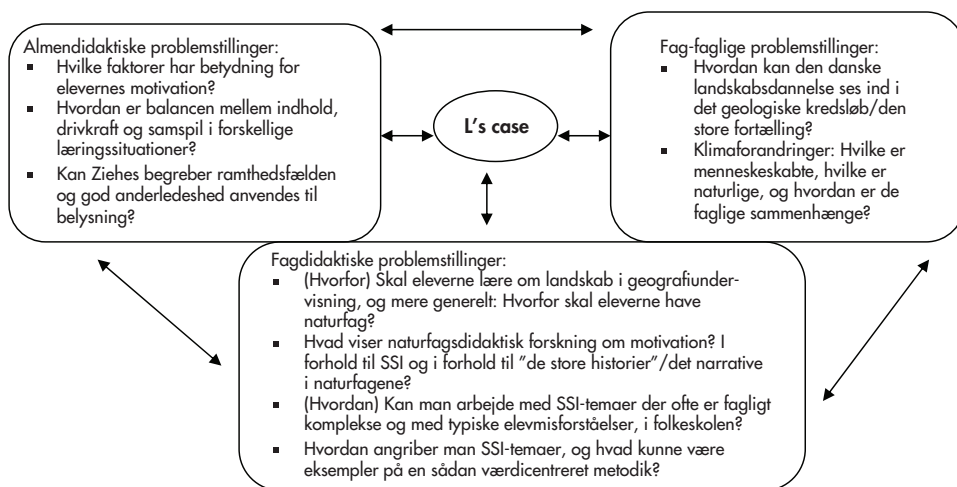 Almendidaktiske problemstillinger:
▪ Hvilke faktorer har betydning for
elevernes motivation?
▪ Hvordan er balancen mellem indhold,
drivkraft og samspil i forskellige
læringssituationer?
▪ Kan Ziehes begreber ramthedsfælden
og god anderledeshed anvendes til
belysning?
L's case
Fag-faglige problemstillinger:
▪ Hvordan kan den danske
landskabsdannelse ses ind i
det geologiske kredsløb/den
store fortælling?
▪ Klimaforandringer: Hvilke er
menneskeskabte, hvilke er
naturlige, og hvordan er de
faglige sammenhænge?
Fagdidaktiske problemstillinger:
▪ (Hvorfor) Skal eleverne lære om landskab i geografiunder-
visning, og mere generelt: Hvorfor skal eleverne have
naturfag?
▪ Hvad viser naturfagsdidaktisk forskning om motivation? I
forhold til SSI og i forhold til ”de store historier”/det narrative
i naturfagene?
▪ (Hvordan) Kan man arbejde med SSI-temaer der ofte er fagligt
komplekse og med typiske elevmisforståelser, i folkeskolen?
▪ Hvordan angriber man SSI-temaer, og hvad kunne være
eksempler på en sådan værdicentreret metodik?